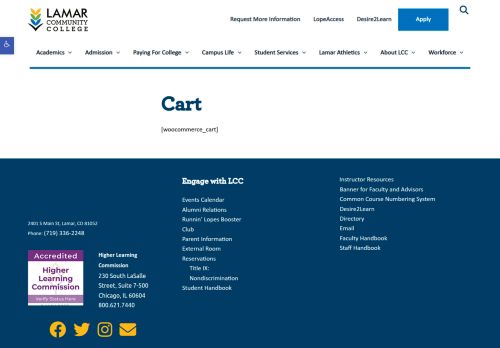 LAMAR
COMMUNITY
COLLEGE
Request More Information
LopeAccess
Desire2Learn
Apply
Academics
Admission
Paying For College
Campus Life
Student Services
Lamar Athletics
About LCC
Workforce
Cart
[woocommerce_cart]
2401 S Main St, Lamar, CO 81052
Phone: (719) 336-2248
Accredited
Higher
Learning
Commission
Verify Status Here
Higher Learning
Commission
230 South LaSalle
Street, Suite 7-500
Chicago, IL 60604
800.621.7440
Engage with LCC
Events Calendar
Alumni Relations
Runnin' Lopes Booster
Club
Parent Information
External Room
Reservations
Title IX:
Nondiscrimination
Student Handbook
Instructor Resources
Banner for Faculty and Advisors
Common Course Numbering System
Desire2Learn
Directory
Email
Faculty Handbook
Staff Handbook